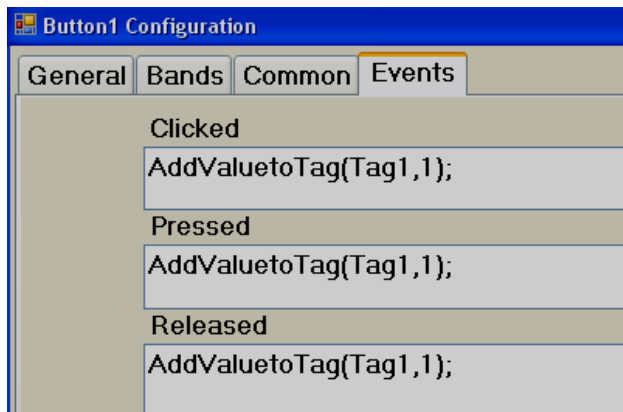 Button1 Configuration
General Bands Common Events
Clicked
AddValuetoTag(Tag1,1);
Pressed
AddValuetoTag(Tag1,1);
Released
AddValuetoTag(Tag1,1);